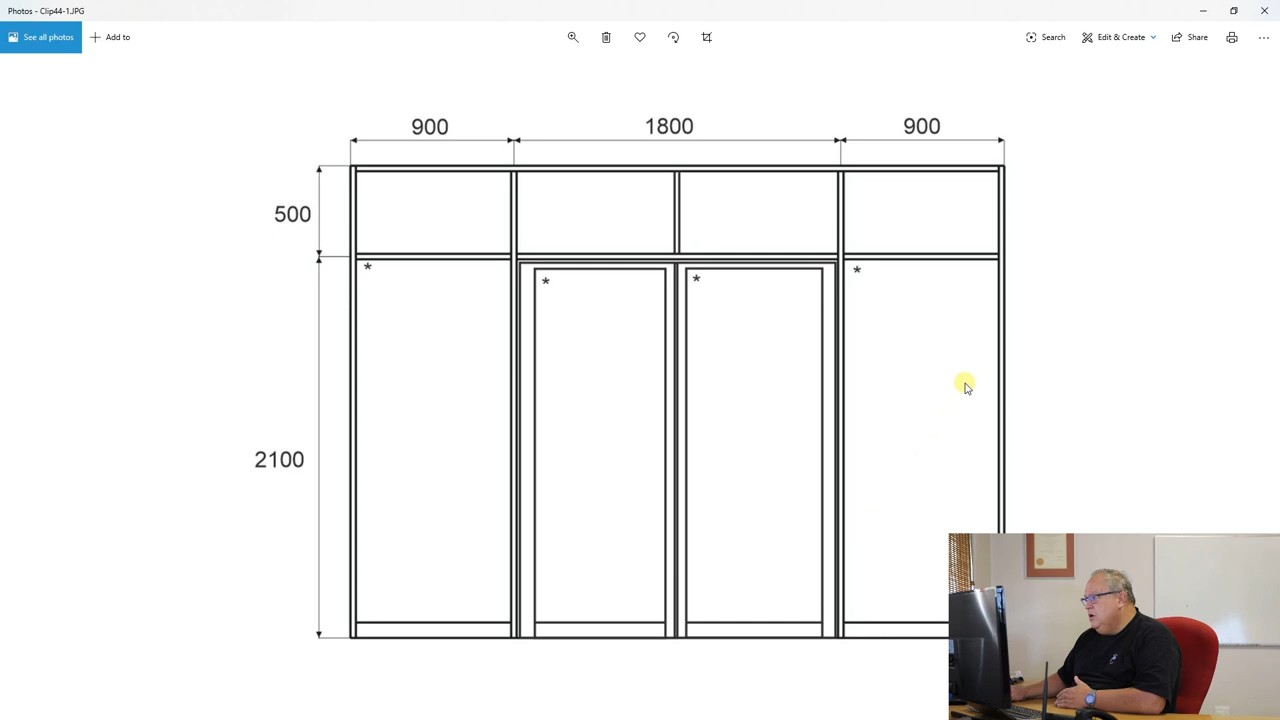 Photos - Clip44-1.JPG
See all photos
Add to
Search
Edit & Create
Share
900
1800
900
500
*
*
*
*
2100